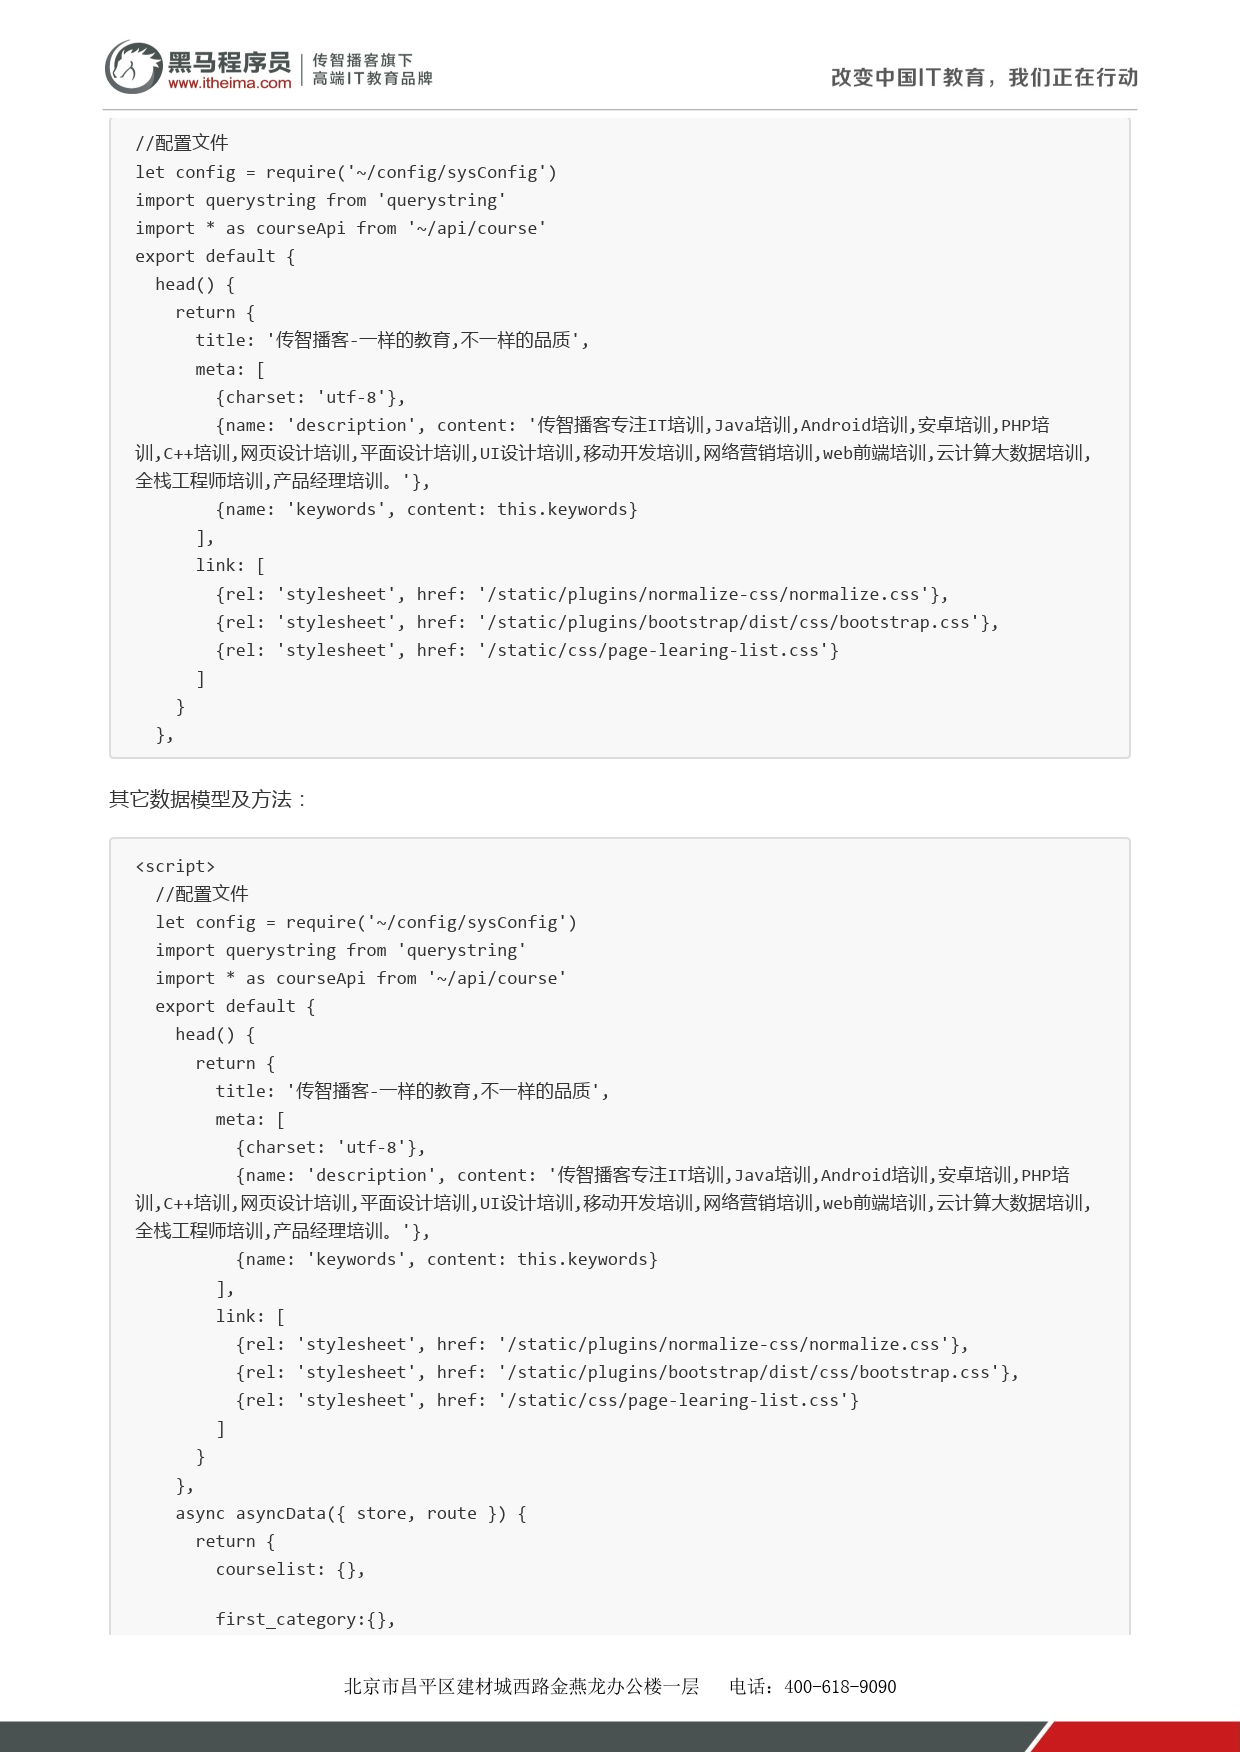 黑马程序员
www.itheima.com
传智播客旗下
高端IT教育品牌
改变中国IT教育，我们正在行动
//配置文件
let config = require('~/config/sysConfig')
import querystring from 'querystring'
import * as courseApi from '~/api/course'
export default {
  head() {
    return {
      title: '传智播客-一样的教育,不一样的品质',
      meta: [
        {charset: 'utf-8'},
        {name: 'description', content: '传智播客专注IT培训,Java培训,Android培训,安卓培训,PHP培
训,C++培训,网页设计培训,平面设计培训,UI设计培训,移动开发培训,网络营销培训,web前端培训,云计算大数据培训,
全栈工程师培训,产品经理培训。'},
        {name: 'keywords', content: this.keywords}
      ],
      link: [
        {rel: 'stylesheet', href: '/static/plugins/normalize-css/normalize.css'},
        {rel: 'stylesheet', href: '/static/plugins/bootstrap/dist/css/bootstrap.css'},
        {rel: 'stylesheet', href: '/static/css/page-learing-list.css'}
      ]
    }
  },
其它数据模型及方法：
<script>
  //配置文件
  let config = require('~/config/sysConfig')
  import querystring from 'querystring'
  import * as courseApi from '~/api/course'
  export default {
    head() {
      return {
        title: '传智播客-一样的教育,不一样的品质',
        meta: [
          {charset: 'utf-8'},
          {name: 'description', content: '传智播客专注IT培训,Java培训,Android培训,安卓培训,PHP培
训,C++培训,网页设计培训,平面设计培训,UI设计培训,移动开发培训,网络营销培训,web前端培训,云计算大数据培训,
全栈工程师培训,产品经理培训。'},
          {name: 'keywords', content: this.keywords}
        ],
        link: [
          {rel: 'stylesheet', href: '/static/plugins/normalize-css/normalize.css'},
          {rel: 'stylesheet', href: '/static/plugins/bootstrap/dist/css/bootstrap.css'},
          {rel: 'stylesheet', href: '/static/css/page-learing-list.css'}
        ]
      }
    },
    async asyncData({ store, route }) {
      return {
        courselist: {},
        first_category:{},
北京市昌平区建材城西路金燕龙办公楼一层 电话：400-618-9090